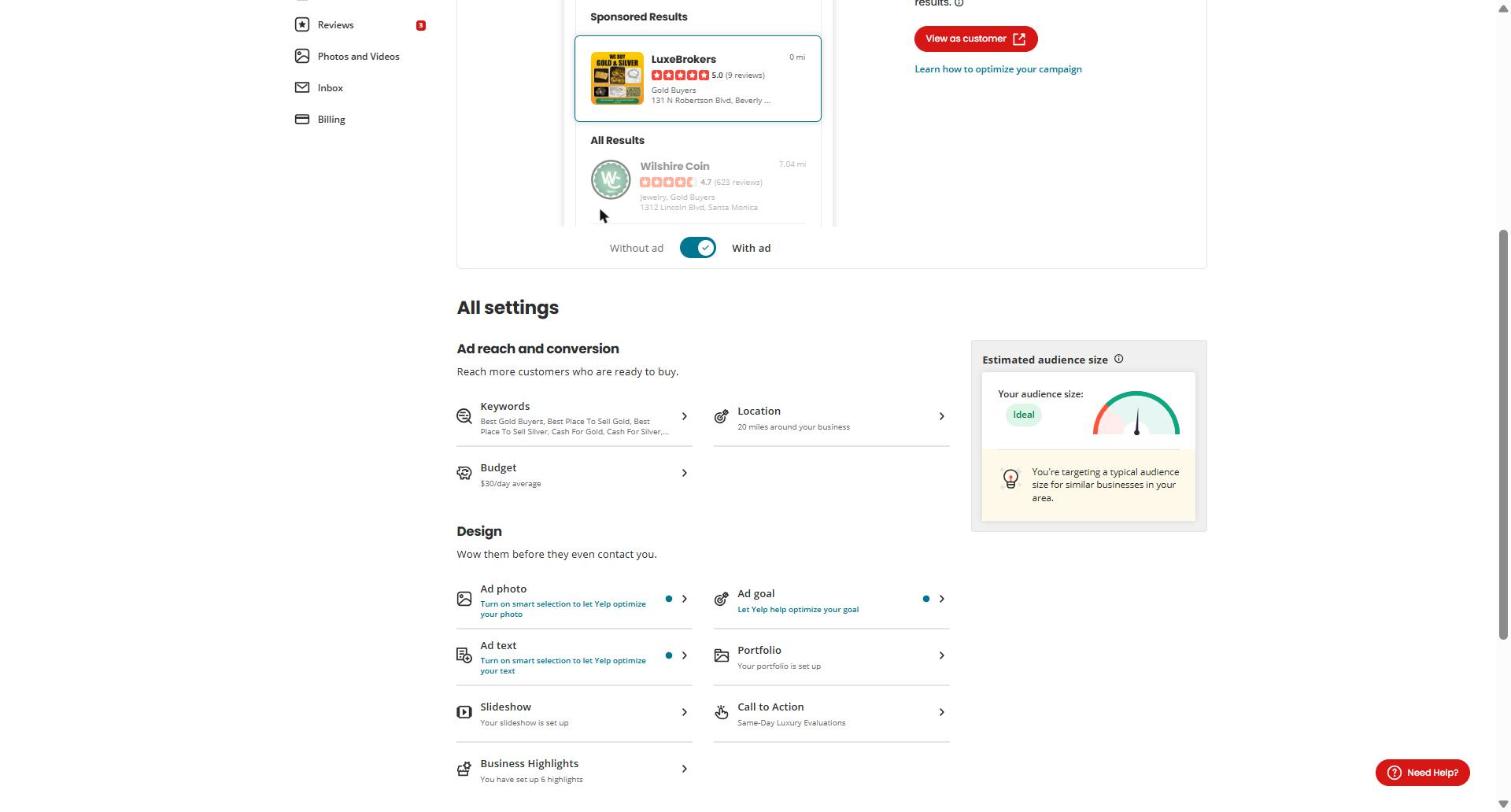 results.
Reviews
3
Photos and Videos
Inbox
Billing
Sponsored Results
WE BUY
GOLD & SILVER
LuxeBrokers
0 mi
5.0 (9 reviews)
Gold Buyers
131 N Robertson Blvd, Beverly ...
All Results
WC
Wilshire Coin
7.04 mi
4.7 (623 reviews)
Jewelry, Gold Buyers
1312 Lincoln Blvd, Santa Monica
Without ad
With ad
View as customer
Learn how to optimize your campaign
All settings
Ad reach and conversion
Reach more customers who are ready to buy.
Keywords
Best Gold Buyers, Best Place To Sell Gold, Best
Place To Sell Silver, Cash For Gold, Cash For Silver,...
Location
20 miles around your business
Budget
$30/day average
Estimated audience size
Your audience size:
Ideal
You're targeting a typical audience
size for similar businesses in your
area.
Design
Wow them before they even contact you.
Ad photo
Turn on smart selection to let Yelp optimize
your photo
Ad goal
Let Yelp help optimize your goal
Ad text
Turn on smart selection to let Yelp optimize
your text
Portfolio
Your portfolio is set up
Slideshow
Your slideshow is set up
Call to Action
Same-Day Luxury Evaluations
Business Highlights
You have set up 6 highlights
Need Help?